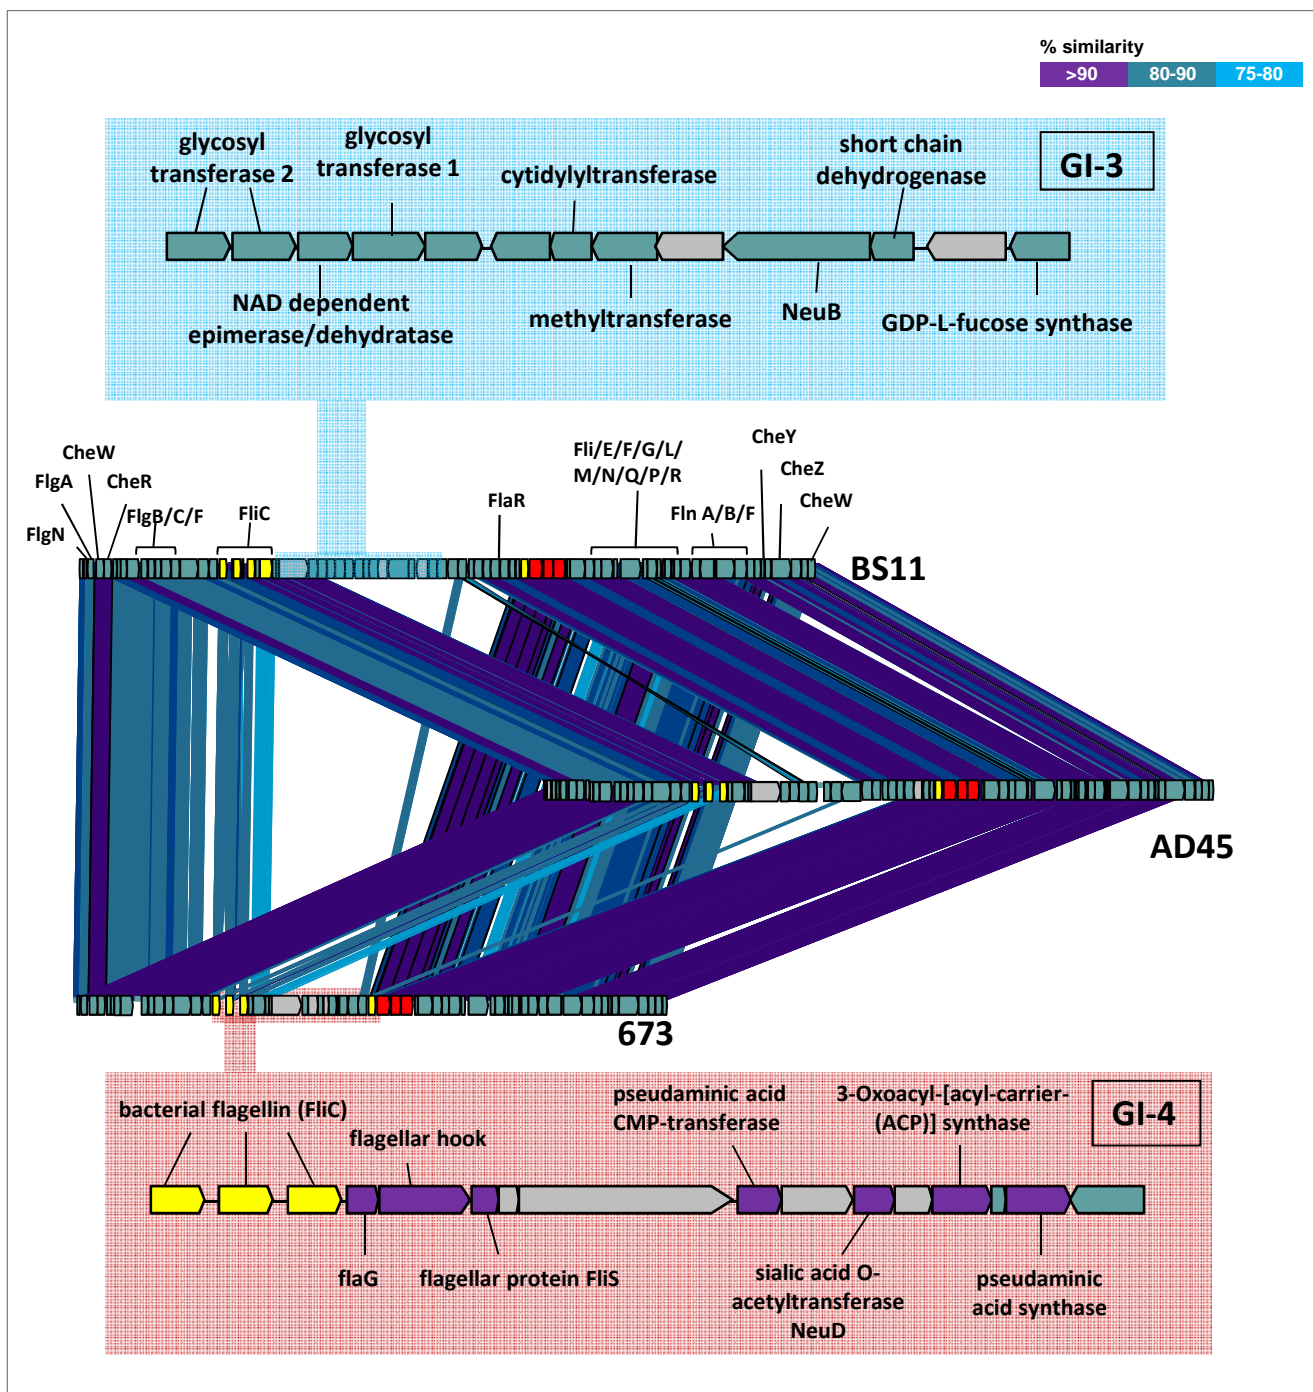 % similarity
>90 80-90 75-80
GI-3
glycosyl
transferase 2
glycosyl
transferase 1
cytidylyltransferase
short chain
dehydrogenase
NAD dependent
epimerase/dehydratase
methyltransferase
NeuB
GDP-L-fucose synthase
CheW
FlgA
CheR
FlgN
FlgB/C/F
FliC
FlaR
Fli/E/F/G/L/
M/N/Q/P/R
Fln A/B/F
CheY
CheZ
CheW
BS11
AD45
673
GI-4
bacterial flagellin (FliC)
flagellar hook
pseudaminic acid
CMP-transferase
3-Oxoacyl-[acyl-carrier-
(ACP)] synthase
flaG
flagellar protein FliS
sialic acid O-
acetyltransferase
NeuD
pseudaminic
acid synthase